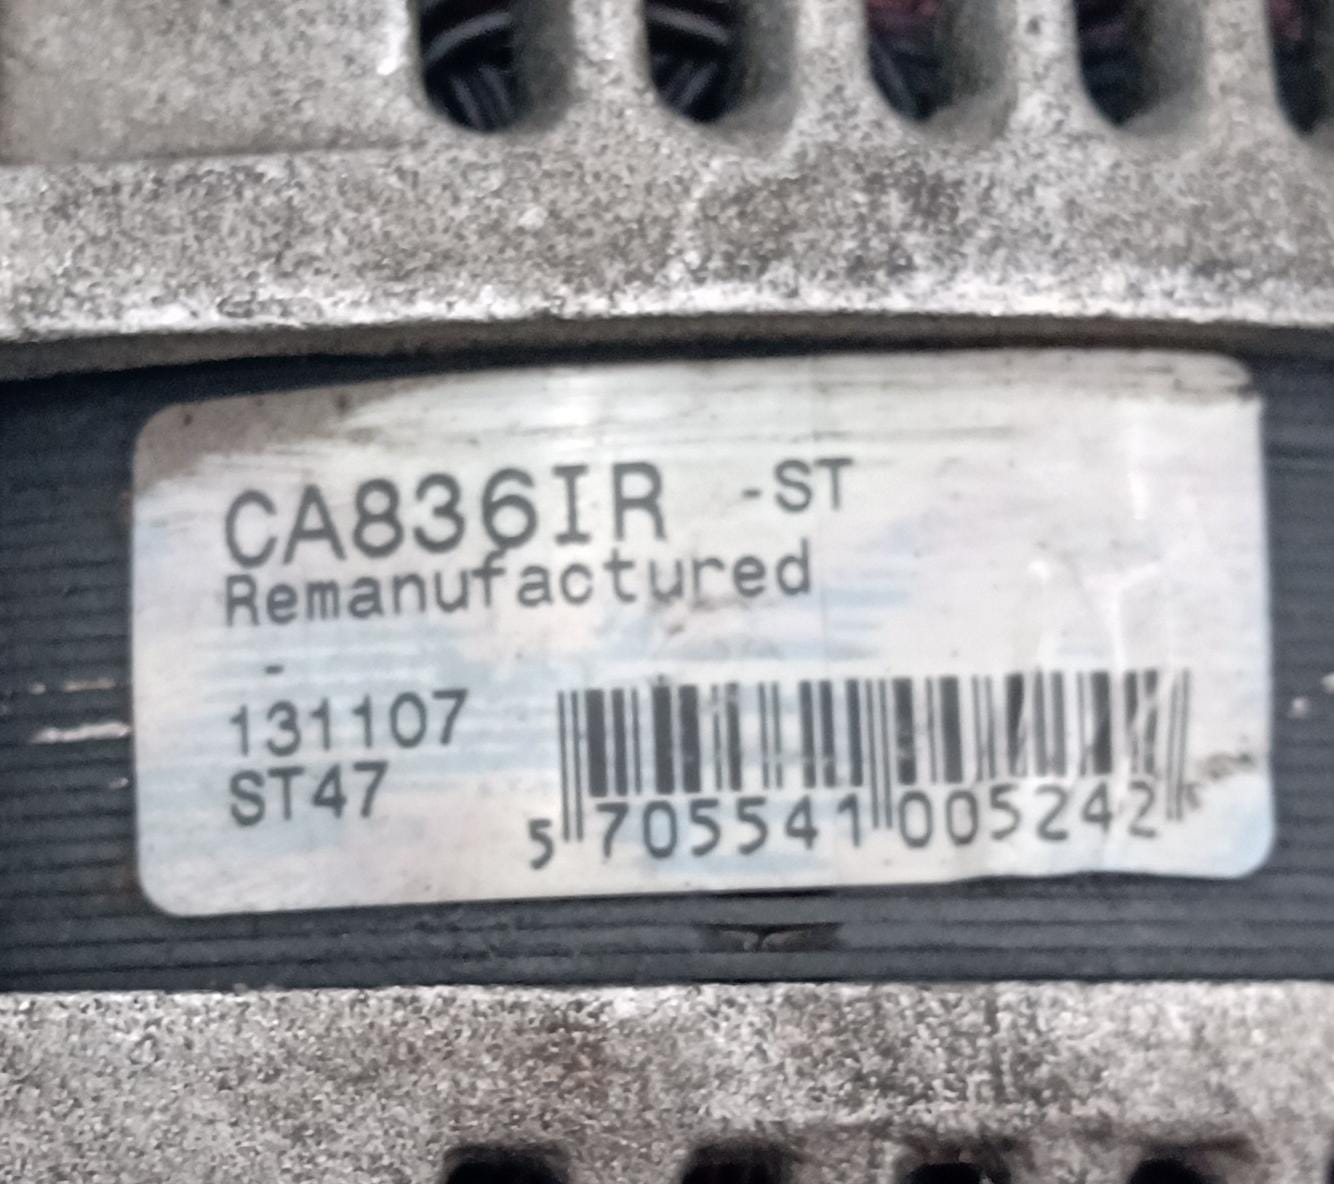 CA836IR -ST
Remanufactured
-
131107
ST47
5 705541 005242